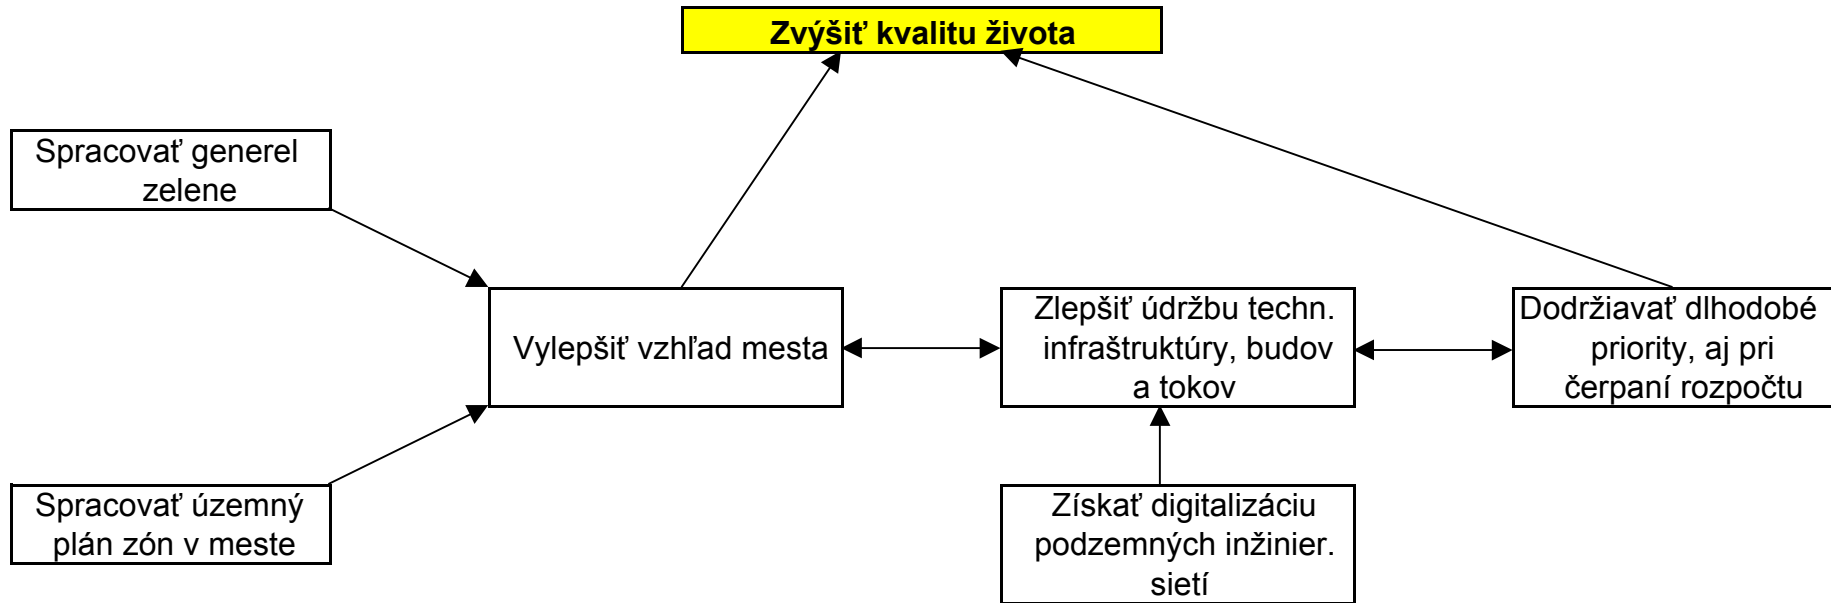 Zvýšiť kvalitu života
Spracovať generel
zelene
Vylepšiť vzhľad mesta
Zlepšiť údržbu techn.
infraštruktúry, budov
a tokov
Dodržiavať dlhodobé
priority, aj pri
čerpaní rozpočtu
Spracovať územný
plán zón v meste
Získať digitalizáciu
podzemných inžinier.
sietí